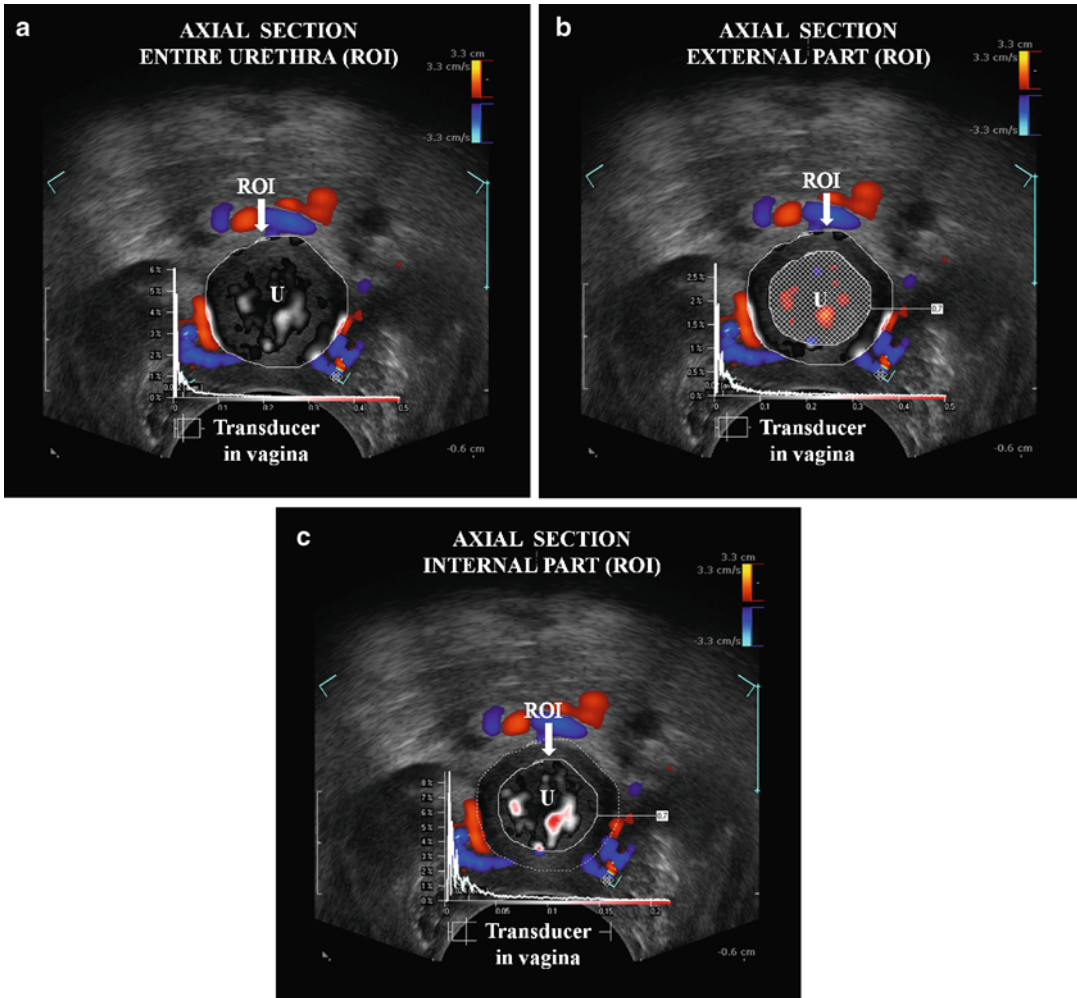 a
AXIAL SECTION
ENTIRE URETHRA (ROI)
3.3 cm
3.3 cm/s
-3.3 cm/s
ROI
U
6%
5%
4%
3%
2%
1%
0%
0 0.1 0.2 0.3 0.4 0.5
Transducer
in vagina
-0.6 cm
b
AXIAL SECTION
EXTERNAL PART (ROI)
3.3 cm
3.3 cm/s
-3.3 cm/s
ROI
U
0.7
2.5%
2%
1.5%
1%
0.5%
0%
0 0.1 0.2 0.3 0.4 0.5
Transducer
in vagina
-0.6 cm
c
AXIAL SECTION
INTERNAL PART (ROI)
3.3 cm
3.3 cm/s
-3.3 cm/s
ROI
U
0.7
8%
7%
6%
5%
4%
3%
2%
1%
0%
0 0.05 0.1 0.15
Transducer
in vagina
-0.6 cm